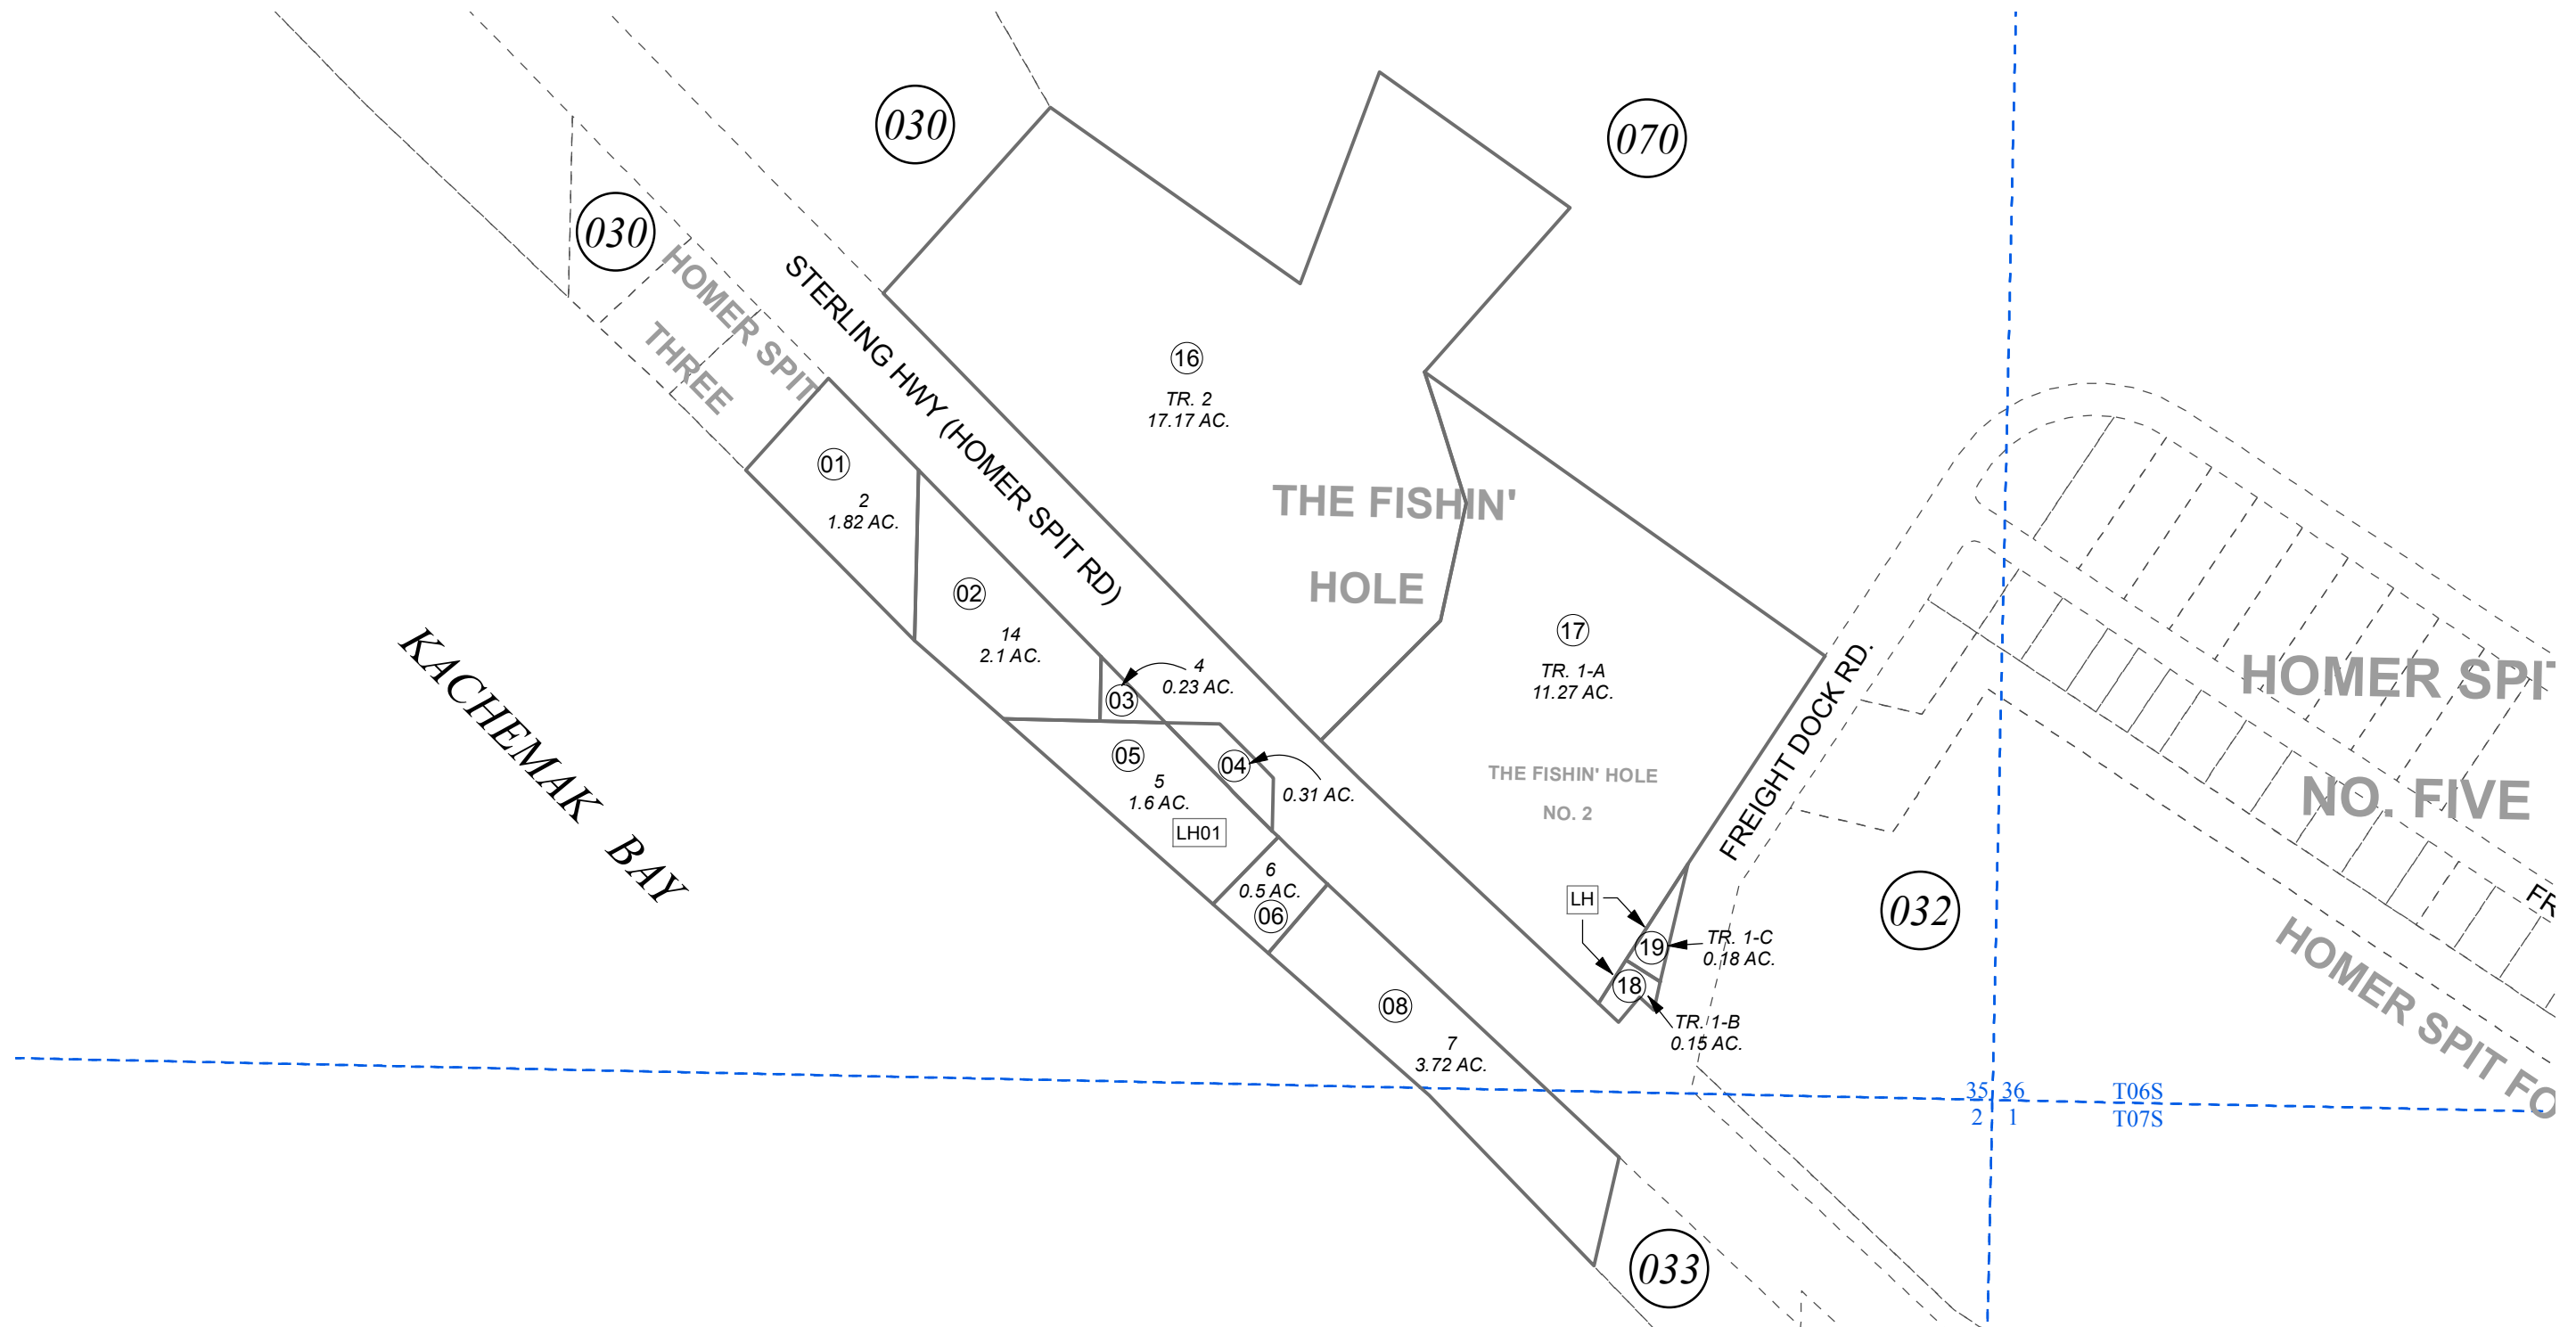 030
070
030
HOMER SPIT
THREE
STERLING HWY (HOMER SPIT RD)
16
TR. 2
17.17 AC.
01
2
1.82 AC.
THE FISHIN'
HOLE
02
14
2.1 AC.
4
0.23 AC.
03
17
TR. 1-A
11.27 AC.
FREIGHT DOCK RD.
HOMER SPIT
NO. FIVE
KACHEMAK BAY
05
5
1.6 AC.
LH01
04
0.31 AC.
THE FISHIN' HOLE
NO. 2
6
0.5 AC.
06
LH
19
TR. 1-C
0.18 AC.
18
TR. 1-B
0.15 AC.
032
FR
HOMER SPIT FO
08
7
3.72 AC.
35 36
T06S
2 1
T07S
033